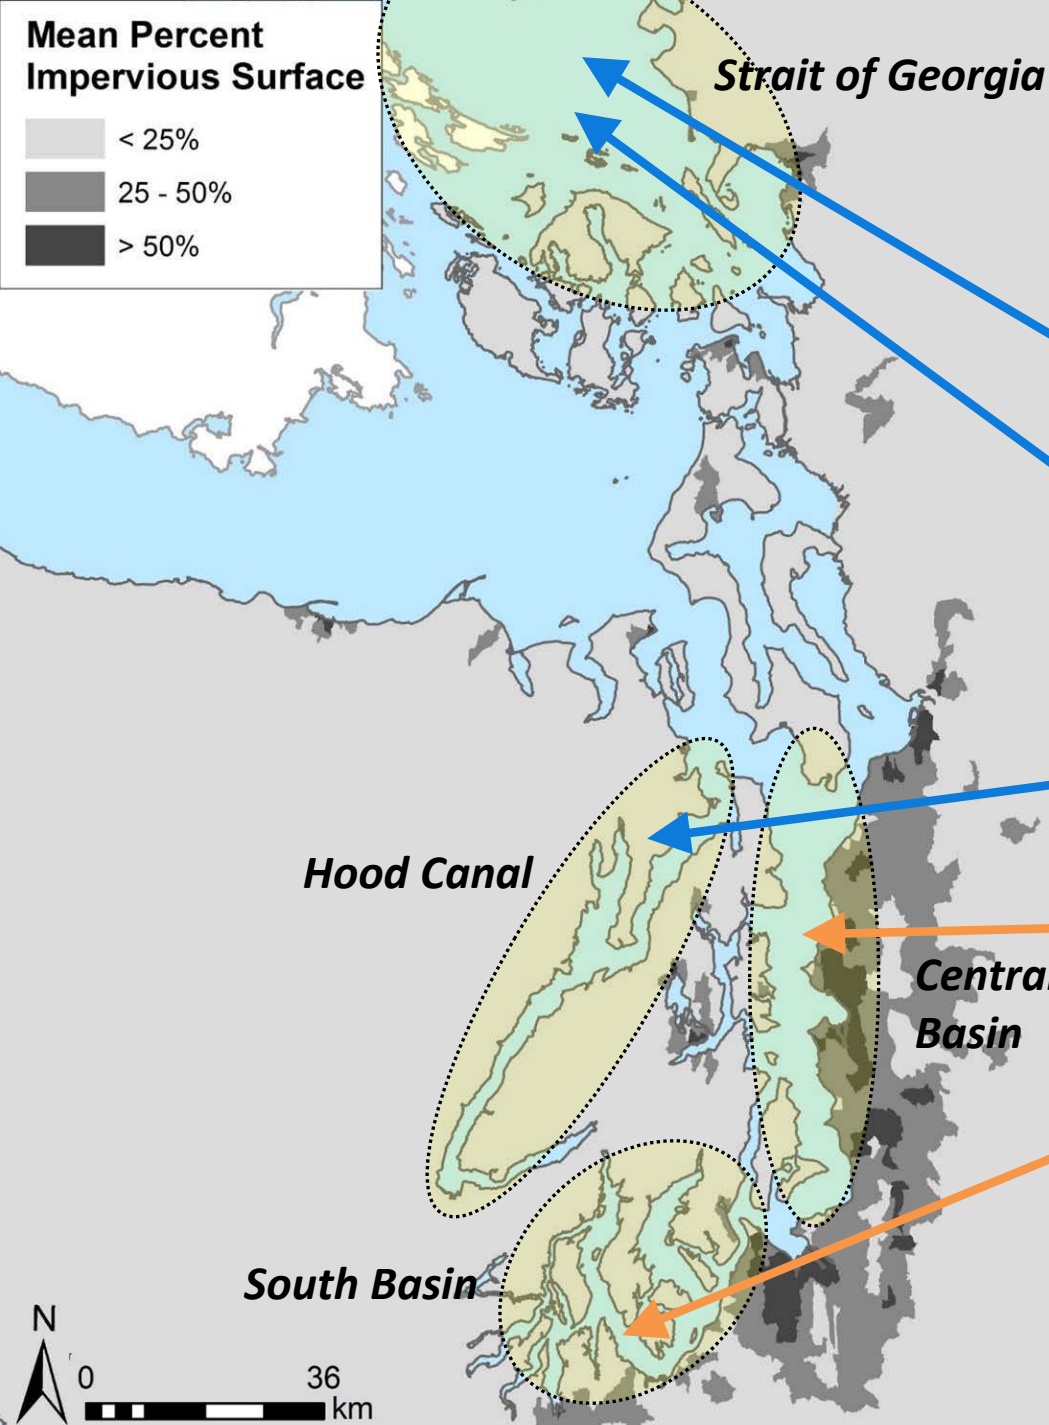 Mean Percent
Impervious Surface
< 25%
25 - 50%
> 50%
Strait of Georgia
Hood Canal
Central
Basin
South Basin
N
0 36
km